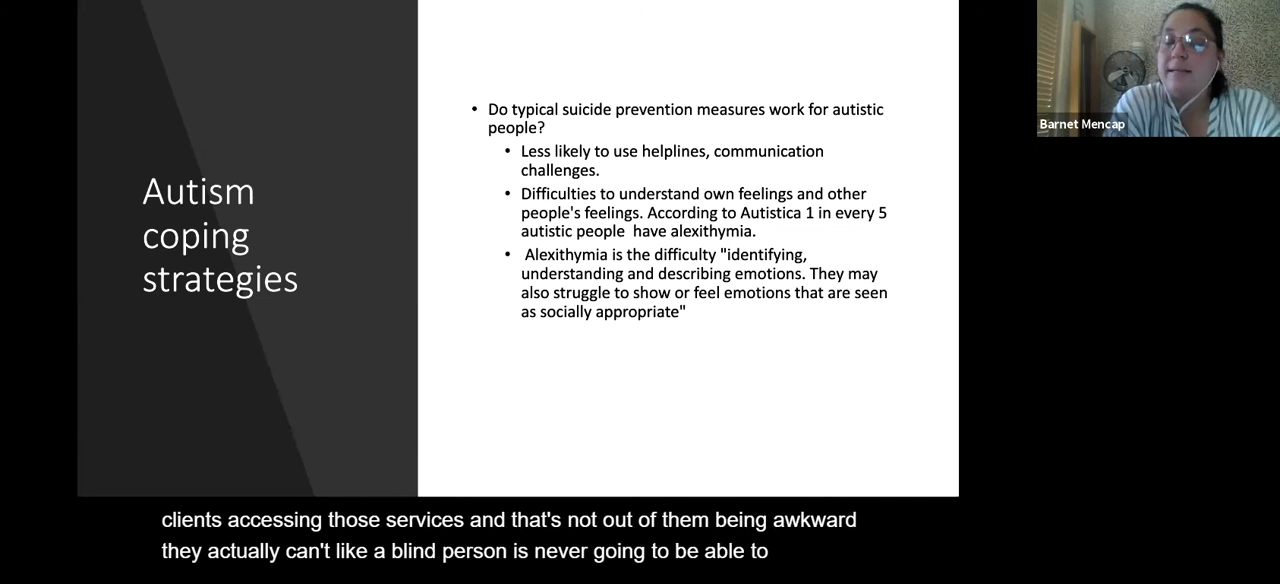 Autism
coping
strategies
• Do typical suicide prevention measures work for autistic
people?
• Less likely to use helplines, communication
challenges.
• Difficulties to understand own feelings and other
people's feelings. According to Autistica 1 in every 5
autistic people  have alexithymia.
•  Alexithymia is the difficulty "identifying,
understanding and describing emotions. They may
also struggle to show or feel emotions that are seen
as socially appropriate"
Barnet Mencap
clients accessing those services and that's not out of them being awkward
they actually can't like a blind person is never going to be able to